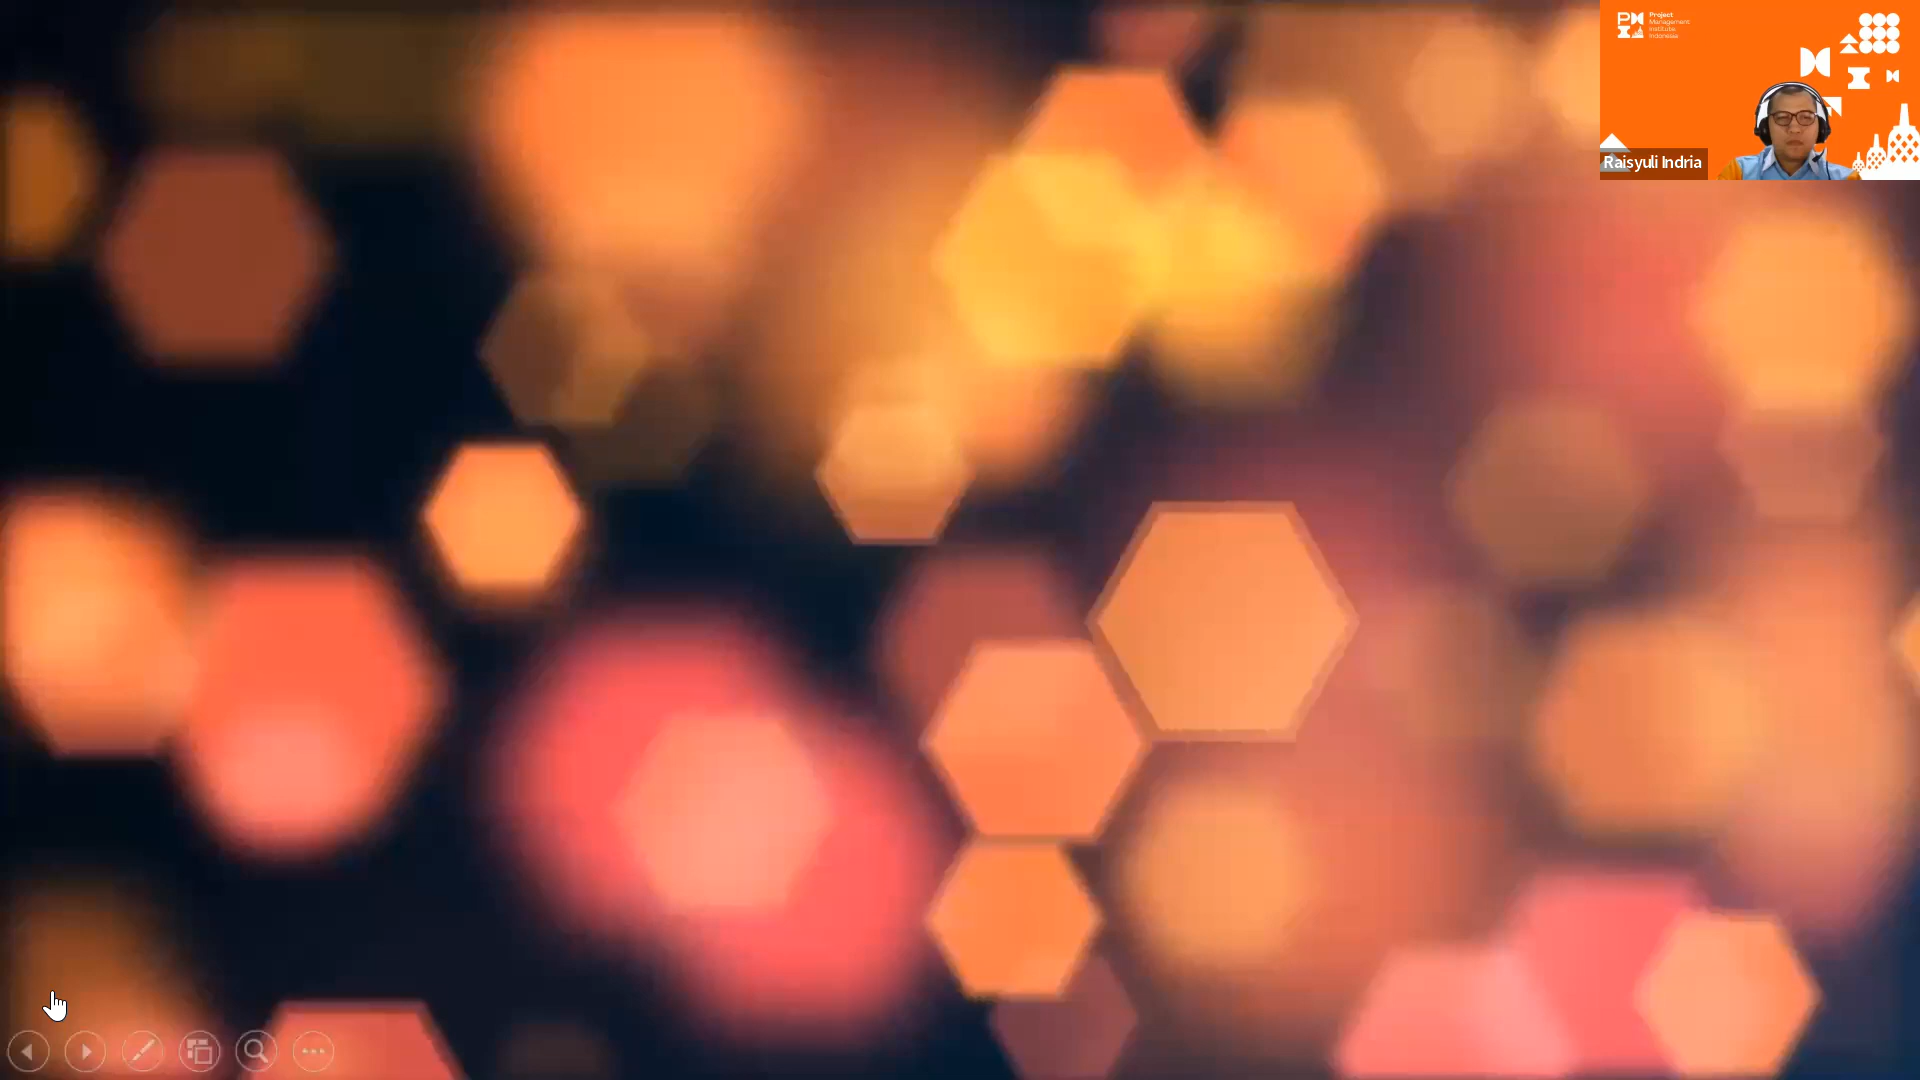 Project
Management
Institute
Indonesia
Raisyuli Indria